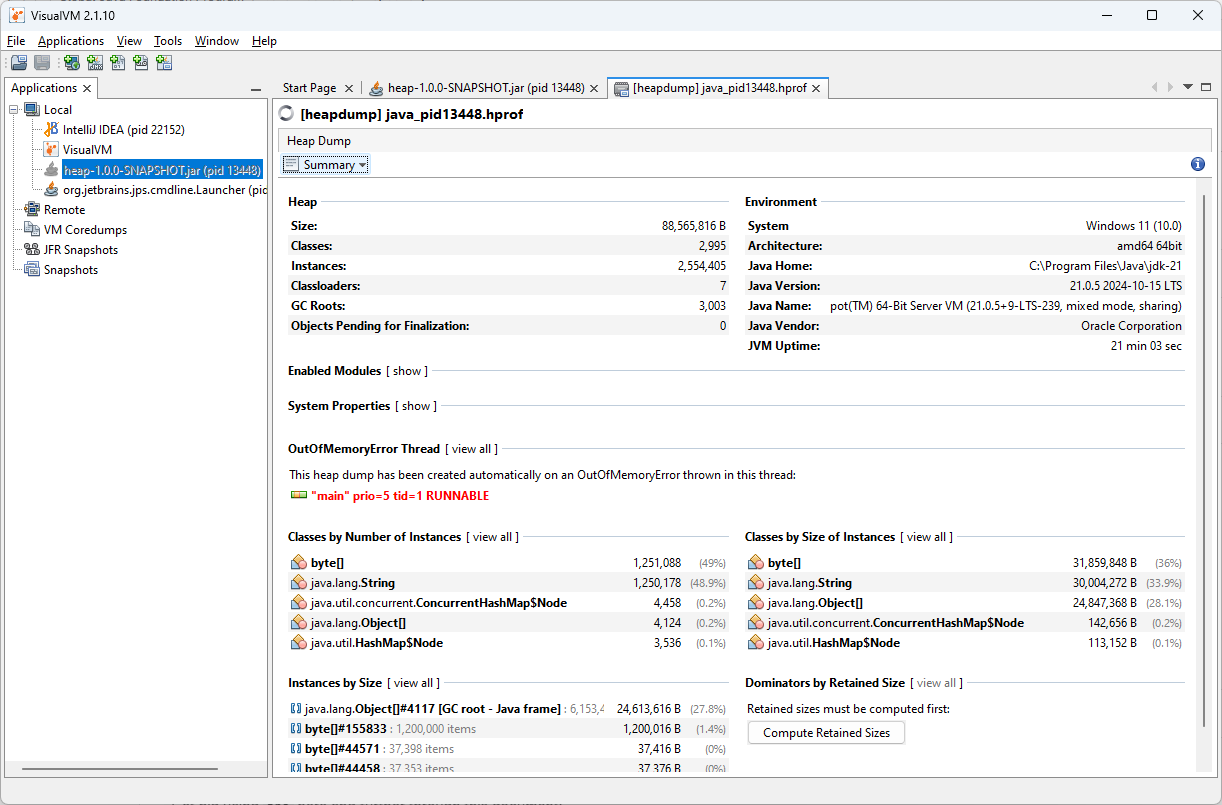 VisualVM 2.1.10
File Applications View Tools Window Help
Applications
Start Page
heap-1.0.0-SNAPSHOT.jar (pid 13448)
[heapdump] java_pid13448.hprof
Local
IntelliJ IDEA (pid 22152)
VisualVM
heap-1.0.0-SNAPSHOT.jar (pid 13448)
org.jetbrains.jps.cmdline.Launcher (pid
Remote
VM Coredumps
JFR Snapshots
Snapshots
[heapdump] java_pid13448.hprof
Heap Dump
Summary
Heap
Size: 88,565,816 B
Classes: 2,995
Instances: 2,554,405
Classloaders: 7
GC Roots: 3,003
Objects Pending for Finalization: 0
Environment
System Windows 11 (10.0)
Architecture: amd64 64bit
Java Home: C:\Program Files\Java\jdk-21
Java Version: 21.0.5 2024-10-15 LTS
Java Name: pot(TM) 64-Bit Server VM (21.0.5+9-LTS-239, mixed mode, sharing)
Java Vendor: Oracle Corporation
JVM Uptime: 21 min 03 sec
Enabled Modules [ show ]
System Properties [ show ]
OutOfMemoryError Thread [ view all ]
This heap dump has been created automatically on an OutOfMemoryError thrown in this thread:
"main" prio=5 tid=1 RUNNABLE
Classes by Number of Instances [ view all ]
byte[] 1,251,088 (49%)
java.lang.String 1,250,178 (48.9%)
java.util.concurrent.ConcurrentHashMap$Node 4,458 (0.2%)
java.lang.Object[] 4,124 (0.2%)
java.util.HashMap$Node 3,536 (0.1%)
Classes by Size of Instances [ view all ]
byte[] 31,859,848 B (36%)
java.lang.String 30,004,272 B (33.9%)
java.lang.Object[] 24,847,368 B (28.1%)
java.util.concurrent.ConcurrentHashMap$Node 142,656 B (0.2%)
java.util.HashMap$Node 113,152 B (0.1%)
Instances by Size [ view all ]
java.lang.Object[]#4117 [GC root - Java frame] : 6,153,4 24,613,616 B (27.8%)
byte[]#155833 : 1,200,000 items 1,200,016 B (1.4%)
byte[]#44571 : 37,398 items 37,416 B (0%)
byte[]#44458 : 37,353 items 37,376 B (0%)
Dominators by Retained Size [ view all ]
Retained sizes must be computed first:
Compute Retained Sizes